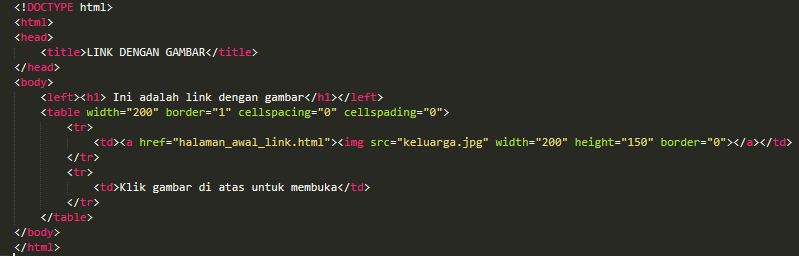 <!DOCTYPE html>
<html>
<head>
    <title>LINK DENGAN GAMBAR</title>
</head>
<body>
    <left><h1> Ini adalah link dengan gambar</h1></left>
    <table width="200" border="1" cellspacing="0" cellspading="0">
        <tr>
            <td><a href="halaman_awal_link.html"><img src="keluarga.jpg" width="200" height="150" border="0"></a></td>
        </tr>
        <tr>
            <td>Klik gambar di atas untuk membuka</td>
        </tr>
    </table>
</body>
</html>